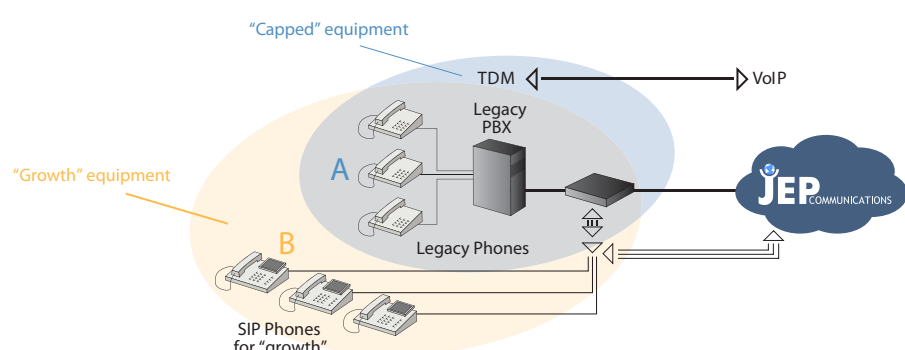 “Capped” equipment
TDM
VoIP
Legacy
PBX
“Growth” equipment
A
JEP
COMMUNICATIONS
B
Legacy Phones
SIP Phones
for “growth”